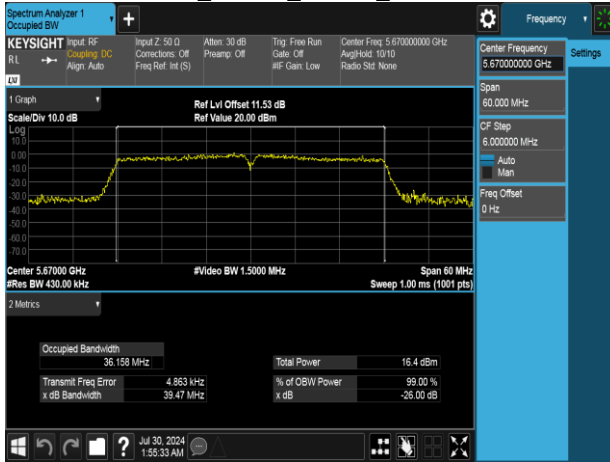 Spectrum Analyzer 1
Occupied BW
Frequency
KEYSIGHT
RL
LXI
Input: RF
Coupling: DC
Align: Auto
Input Z: 50 Ω
Corrections: Off
Freq Ref: Int (S)
Atten: 30 dB
Preamp: Off
Trig: Free Run
Gate: Off
#IF Gain: Low
Center Freq: 5.670000000 GHz
Avg|Hold: 10/10
Radio Std: None
Center Frequency
5.670000000 GHz
Settings
Span
60.000 MHz
CF Step
6.000000 MHz
Auto
Man
Freq Offset
0 Hz
1 Graph
Scale/Div 10.0 dB
Ref Lvl Offset 11.53 dB
Ref Value 20.00 dBm
Log
10.0
0.00
-10.0
-20.0
-30.0
-40.0
-50.0
-60.0
-70.0
Center 5.67000 GHz
#Video BW 1.5000 MHz
Span 60 MHz
#Res BW 430.00 kHz
Sweep 1.00 ms (1001 pts)
2 Metrics
Occupied Bandwidth
36.158 MHz
Total Power 16.4 dBm
Transmit Freq Error 4.863 kHz
% of OBW Power 99.00 %
x dB Bandwidth 39.47 MHz
x dB -26.00 dB
Jul 30, 2024
1:55:33 AM